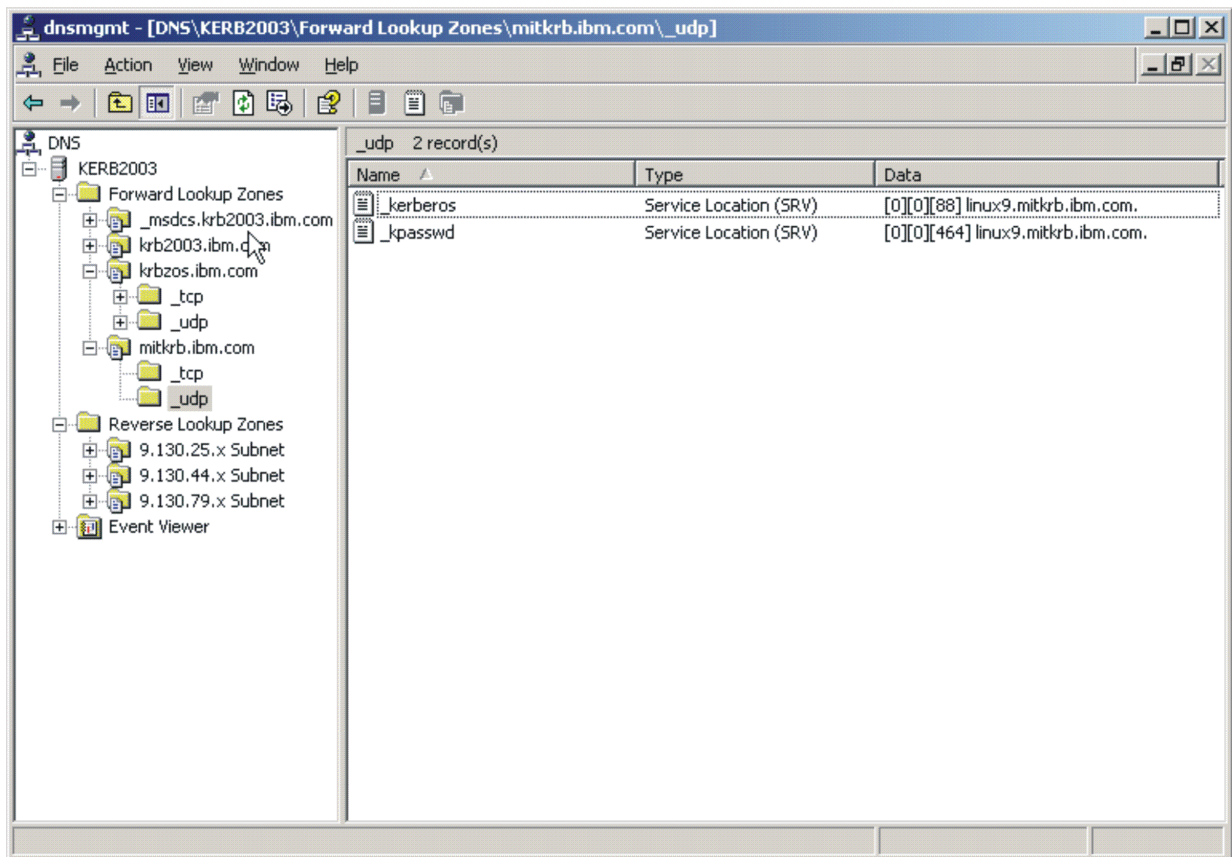 dnsmgmt - [DNS\KERB2003\Forward Lookup Zones\mitkrb.ibm.com\_udp]
File Action View Window Help
DNS
KERB2003
Forward Lookup Zones
_msdcs.krb2003.ibm.com
krb2003.ibm.com
krbzos.ibm.com
_tcp
_udp
mitkrb.ibm.com
_tcp
_udp
Reverse Lookup Zones
9.130.25.x Subnet
9.130.44.x Subnet
9.130.79.x Subnet
Event Viewer
_udp 2 record(s)
Name Type Data
_kerberos Service Location (SRV) [0][0][88] linux9.mitkrb.ibm.com.
_kpasswd Service Location (SRV) [0][0][464] linux9.mitkrb.ibm.com.